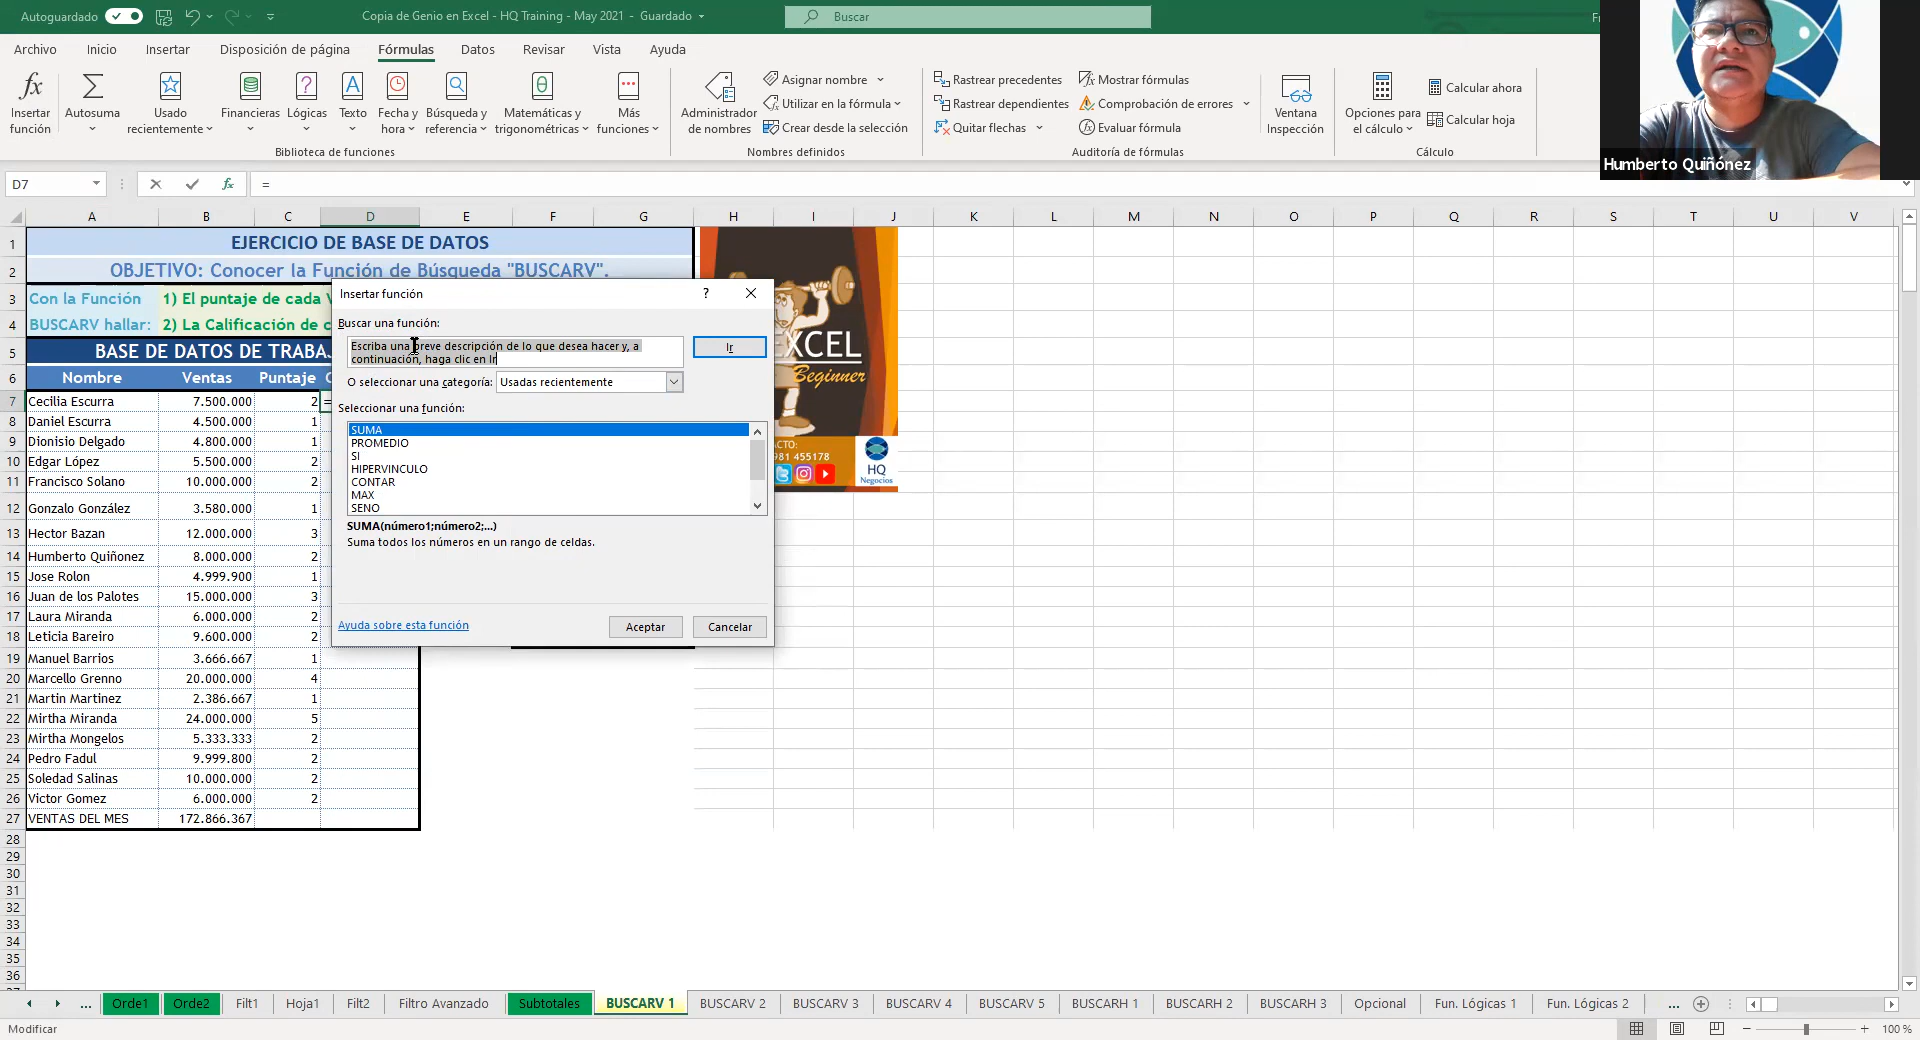 Autoguardado
Copia de Genio en Excel - HQ Training - May 2021 - Guardado
Buscar
Archivo Inicio Insertar Disposición de página Fórmulas Datos Revisar Vista Ayuda
Insertar función
Autosuma
Usado recientemente
Financieras
Lógicas
Texto
Fecha y hora
Búsqueda y referencia
Matemáticas y trigonométricas
Más funciones
Biblioteca de funciones
Administrador de nombres
Asignar nombre
Utilizar en la fórmula
Crear desde la selección
Nombres definidos
Rastrear precedentes
Rastrear dependientes
Quitar flechas
Mostrar fórmulas
Comprobación de errores
Evaluar fórmula
Auditoría de fórmulas
Ventana Inspección
Opciones para el cálculo
Calcular ahora
Calcular hoja
Cálculo
Humberto Quiñónez
D7 fx =
A B C D E F G H I J K L M N O P Q R S T U V
1 EJERCICIO DE BASE DE DATOS
2 OBJETIVO: Conocer la Función de Búsqueda "BUSCARV".
3 Con la Función 1) El puntaje de cada V
4 BUSCARV hallar: 2) La Calificación de c
5 BASE DE DATOS DE TRABAJ
6 Nombre Ventas Puntaje
7 Cecilia Escurra 7.500.000 2 =
8 Daniel Escurra 4.500.000 1
9 Dionisio Delgado 4.800.000 1
10 Edgar López 5.500.000 2
11 Francisco Solano 10.000.000 2
12 Gonzalo González 3.580.000 1
13 Hector Bazan 12.000.000 3
14 Humberto Quiñonez 8.000.000 2
15 Jose Rolon 4.999.900 1
16 Juan de los Palotes 15.000.000 3
17 Laura Miranda 6.000.000 2
18 Leticia Bareiro 9.600.000 2
19 Manuel Barrios 3.666.667 1
20 Marcello Grenno 20.000.000 4
21 Martin Martinez 2.386.667 1
22 Mirtha Miranda 24.000.000 5
23 Mirtha Mongelos 5.333.333 2
24 Pedro Fadul 9.999.800 2
25 Soledad Salinas 10.000.000 2
26 Victor Gomez 6.000.000 2
27 VENTAS DEL MES 172.866.367
28
29
30
31
32
33
34
35
36
Insertar función ?
Buscar una función:
Escriba una breve descripción de lo que desea hacer y, a
continuación, haga clic en Ir
Ir
O seleccionar una categoría: Usadas recientemente
Seleccionar una función:
SUMA
PROMEDIO
SI
HIPERVINCULO
CONTAR
MAX
SENO
SUMA(número1;número2;...)
Suma todos los números en un rango de celdas.
Ayuda sobre esta función
Aceptar Cancelar
EXCEL
Beginner
ACTO:
981 455178
HQ
Negocios
... Orde1 Orde2 Filt1 Hoja1 Filt2 Filtro Avanzado Subtotales BUSCARV 1 BUSCARV 2 BUSCARV 3 BUSCARV 4 BUSCARV 5 BUSCARH 1 BUSCARH 2 BUSCARH 3 Opcional Fun. Lógicas 1 Fun. Lógicas 2 ...
Modificar
100 %